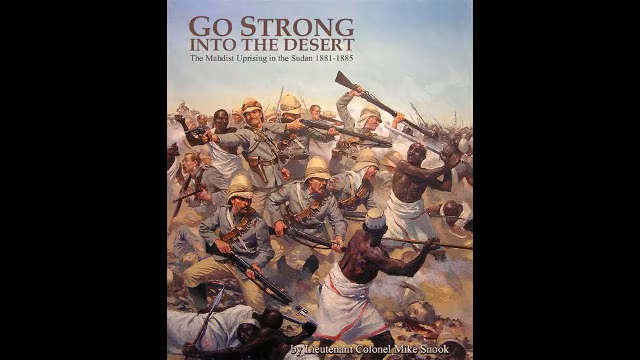 GO STRONG
INTO THE DESERT
The Mahdist Uprising in the Sudan 1881-1885
by Lieutenant Colonel Mike Snook